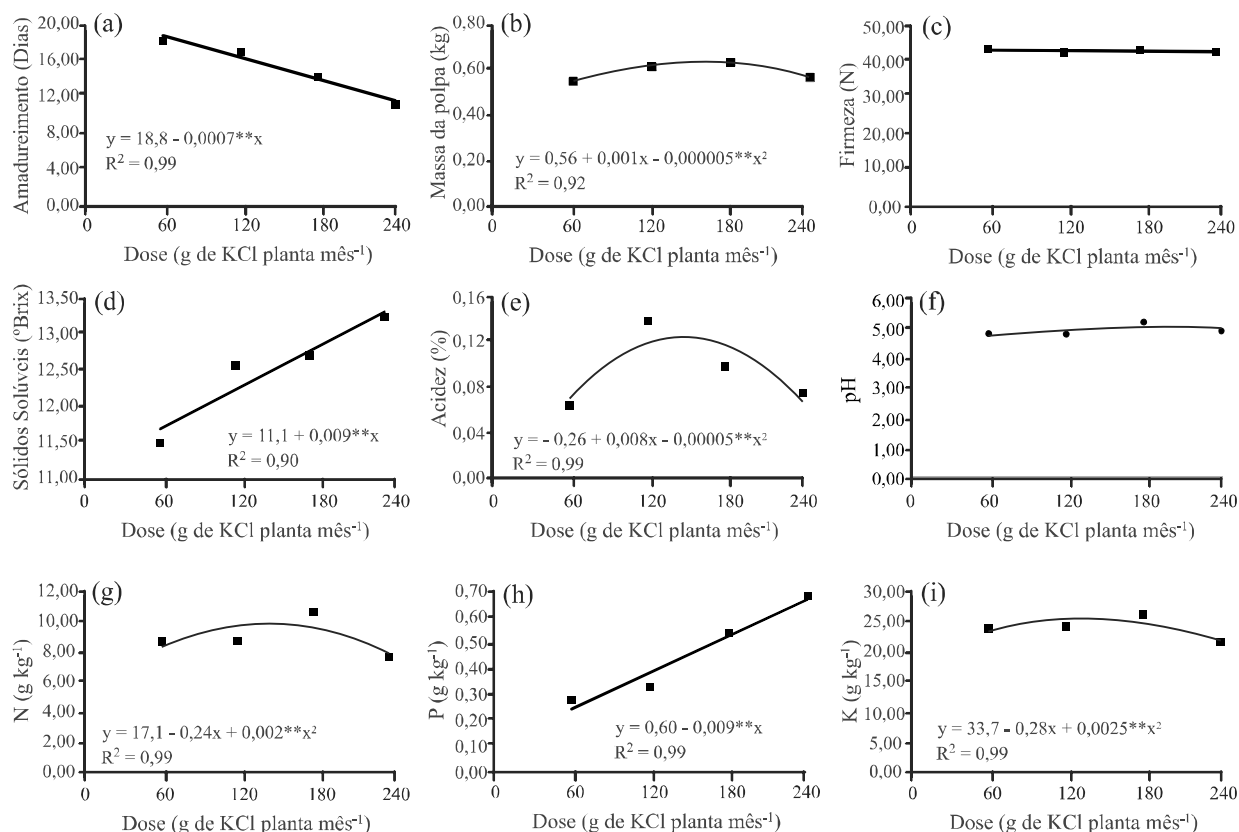 (a)
Amadureimento (Dias)
20,00
16,00
12,00
8,00
4,00
0,00
y = 18,8 - 0,0007**x
R² = 0,99
0 60 120 180 240
Dose (g de KCl planta mês⁻¹)
(b)
Massa da polpa (kg)
0,80
0,60
0,40
0,20
0,00
y = 0,56 + 0,001x - 0,000005**x²
R² = 0,92
0 60 120 180 240
Dose (g de KCl planta mês⁻¹)
(c)
Firmeza (N)
50,00
40,00
30,00
20,00
10,00
0,00
0 60 120 180 240
Dose (g de KCl planta mês⁻¹)
(d)
Sólidos Solúveis (ºBrix)
13,50
13,00
12,50
12,00
11,50
11,00
y = 11,1 + 0,009**x
R² = 0,90
0 60 120 180 240
Dose (g de KCl planta mês⁻¹)
(e)
Acidez (%)
0,16
0,12
0,08
0,04
0,00
y = - 0,26 + 0,008x - 0,00005**x²
R² = 0,99
0 60 120 180 240
Dose (g de KCl planta mês⁻¹)
(f)
pH
6,00
5,00
4,00
3,00
2,00
1,00
0,00
0 60 120 180 240
Dose (g de KCl planta mês⁻¹)
(g)
N (g kg⁻¹)
12,00
10,00
8,00
6,00
4,00
2,00
0,00
y = 17,1 - 0,24x + 0,002**x²
R² = 0,99
0 60 120 180 240
Dose (g de KCl planta mês⁻¹)
(h)
P (g kg⁻¹)
0,70
0,60
0,50
0,40
0,30
0,20
0,10
0,00
y = 0,60 - 0,009**x
R² = 0,99
0 60 120 180 240
Dose (g de KCl planta mês⁻¹)
(i)
K (g kg⁻¹)
30,00
25,00
20,00
15,00
10,00
5,00
0,00
y = 33,7 - 0,28x + 0,0025**x²
R² = 0,99
0 60 120 180 240
Dose (g de KCl planta mês⁻¹)